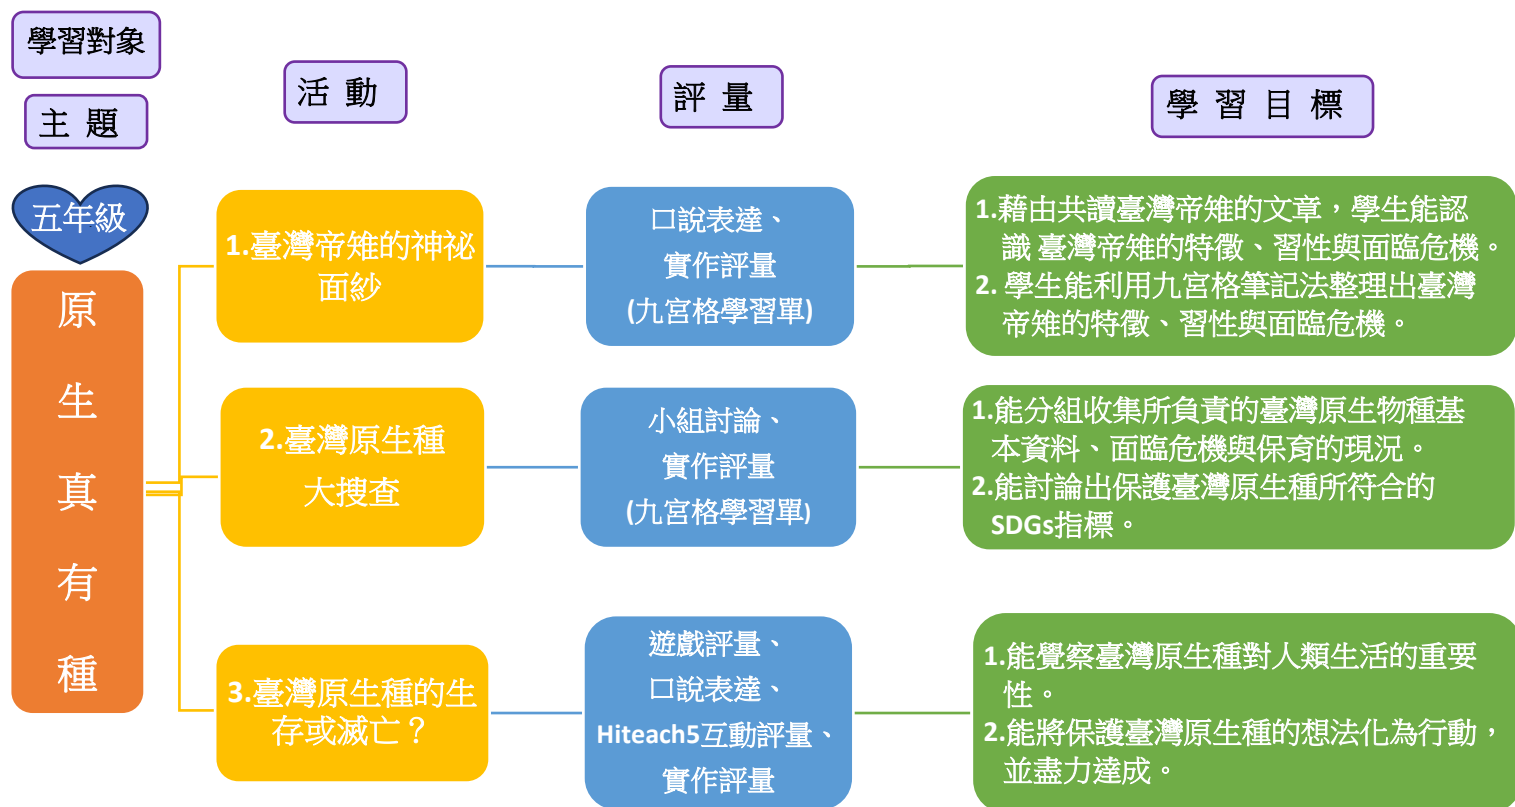 學習對象
主 題
活 動
評 量
學 習 目 標
五年級
原
生
真
有
種
1.臺灣帝雉的神祕
面紗
口說表達、
實作評量
(九宮格學習單)
1.藉由共讀臺灣帝雉的文章，學生能認
識 臺灣帝雉的特徵、習性與面臨危機。
2. 學生能利用九宮格筆記法整理出臺灣
帝雉的特徵、習性與面臨危機。
2.臺灣原生種
大搜查
小組討論、
實作評量
(九宮格學習單)
1.能分組收集所負責的臺灣原生物種基
本資料、面臨危機與保育的現況。
2.能討論出保護臺灣原生種所符合的
SDGs指標。
3.臺灣原生種的生
存或滅亡？
遊戲評量、
口說表達、
Hiteach5互動評量、
實作評量
1.能覺察臺灣原生種對人類生活的重要
性。
2.能將保護臺灣原生種的想法化為行動，
並盡力達成。